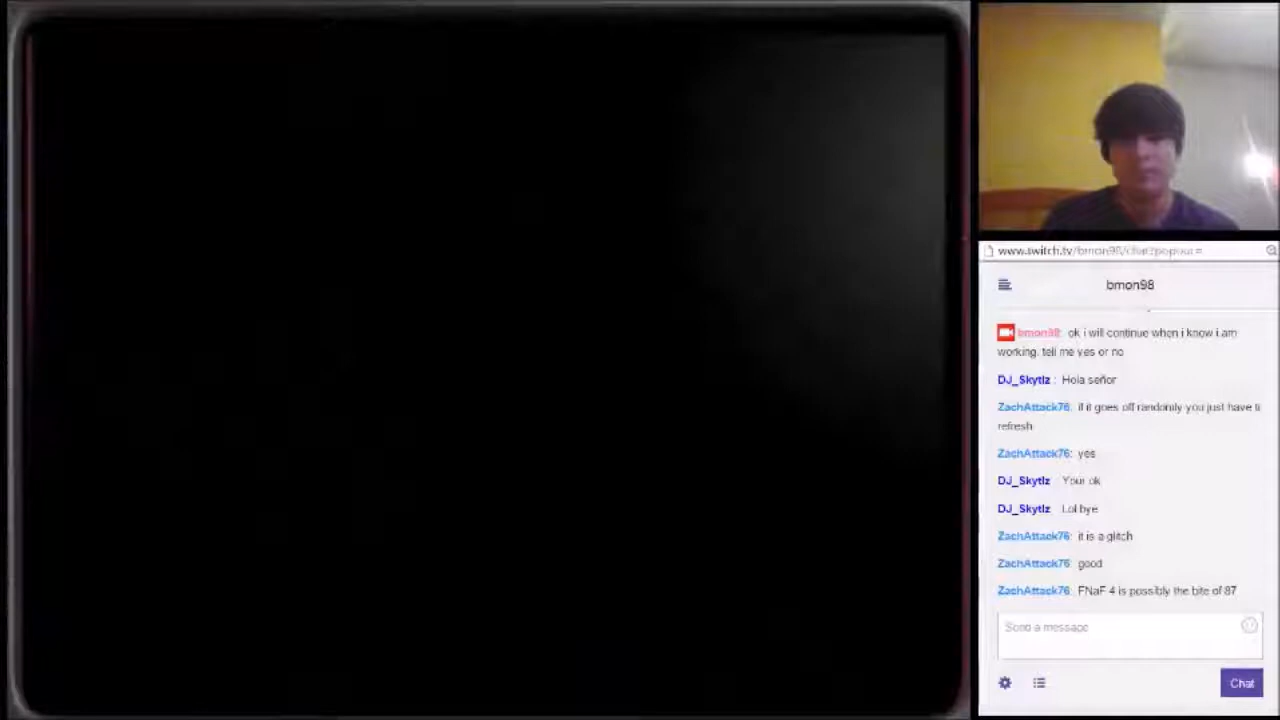 bmon98
bmon98: ok i will continue when i know i am
working. tell me yes or no
DJ_Skytlz : Hola señor
ZachAttack76: if it goes off randomly you just have ti
refresh
ZachAttack76: yes
DJ_Skytlz : Your ok
DJ_Skytlz : Lol bye
ZachAttack76: it is a glitch
ZachAttack76: good
ZachAttack76: FNaF 4 is possibly the bite of 87
Send a message
Chat